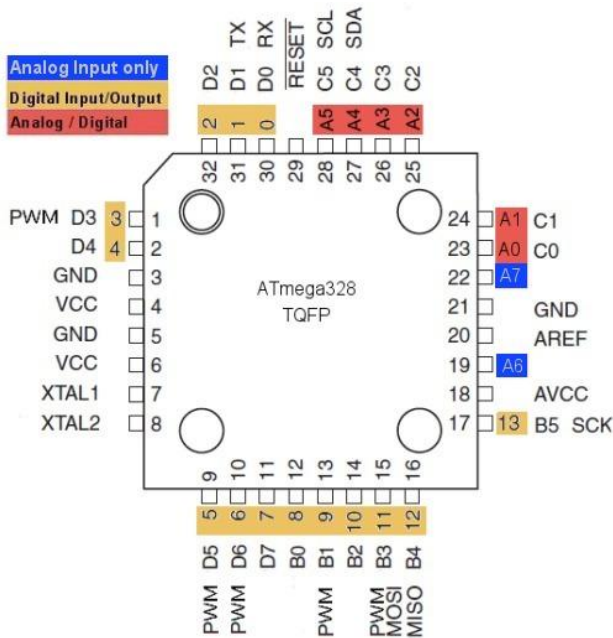 Analog Input only
Digital Input/Output
Analog / Digital
D2
D1 TX
D0 RX
RESET
C5 SCL
C4 SDA
C3
C2
2
1
0
A5
A4
A3
A2
32
31
30
29
28
27
26
25
PWM D3 3 1
D4 4 2
GND 3
VCC 4
GND 5
VCC 6
XTAL1 7
XTAL2 8
ATmega328
TQFP
24 A1 C1
23 A0 C0
22 A7
21 GND
20 AREF
19 A6
18 AVCC
17 13 B5 SCK
9
10
11
12
13
14
15
16
5
6
7
8
9
10
11
12
PWM D5
PWM D6
D7
B0
PWM B1
B2
PWM MOSI B3
MISO B4